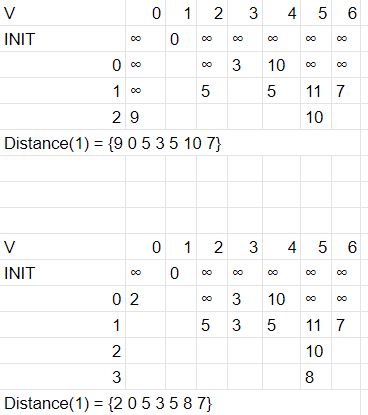 V 0 1 2 3 4 5 6
INIT ∞ 0 ∞ ∞ ∞ ∞ ∞
0 ∞ ∞ 3 10 ∞ ∞
1 ∞ 5 5 11 7
2 9 10
Distance(1) = {9 0 5 3 5 10 7}
V 0 1 2 3 4 5 6
INIT ∞ 0 ∞ ∞ ∞ ∞ ∞
0 2 ∞ 3 10 ∞ ∞
1 5 3 5 11 7
2 10
3 8
Distance(1) = {2 0 5 3 5 8 7}